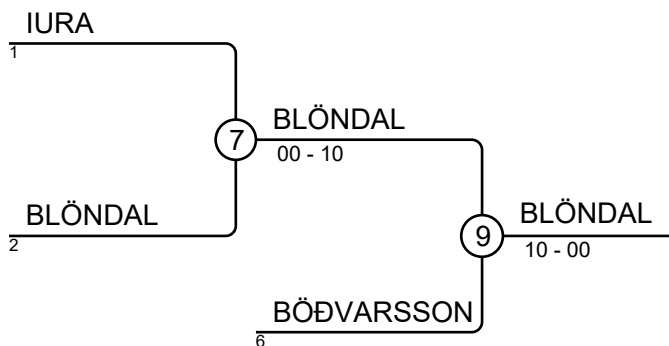 IURA
1
7
BLÖNDAL
00 - 10
BLÖNDAL
2
9
BLÖNDAL
10 - 00
BÖÐVARSSON
6